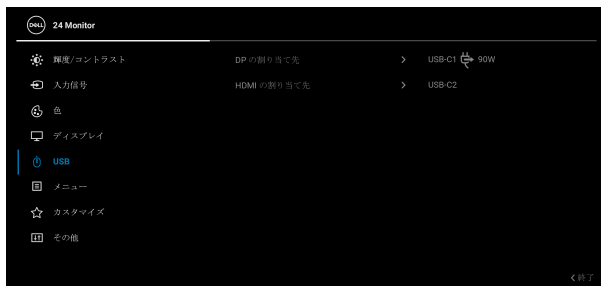 DELL 24 Monitor
輝度/コントラスト DP の割り当て先 > USB-C1 90W
入力信号 HDMI の割り当て先 > USB-C2
色
ディスプレイ
USB
メニュー
カスタマイズ
その他
<終了